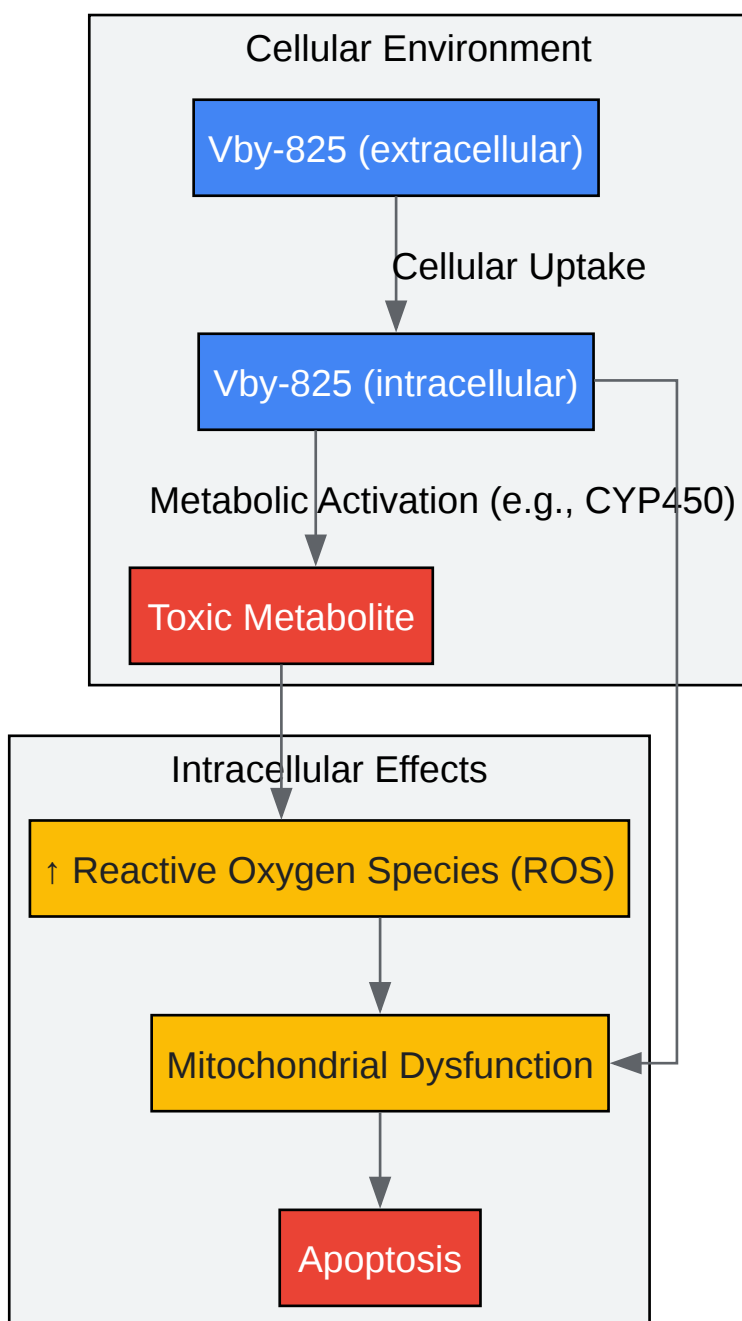 Cellular Environment
Vby-825 (extracellular)
Cellular Uptake
Vby-825 (intracellular)
Metabolic Activation (e.g., CYP450)
Toxic Metabolite
Intracellular Effects
↑ Reactive Oxygen Species (ROS)
Mitochondrial Dysfunction
Apoptosis